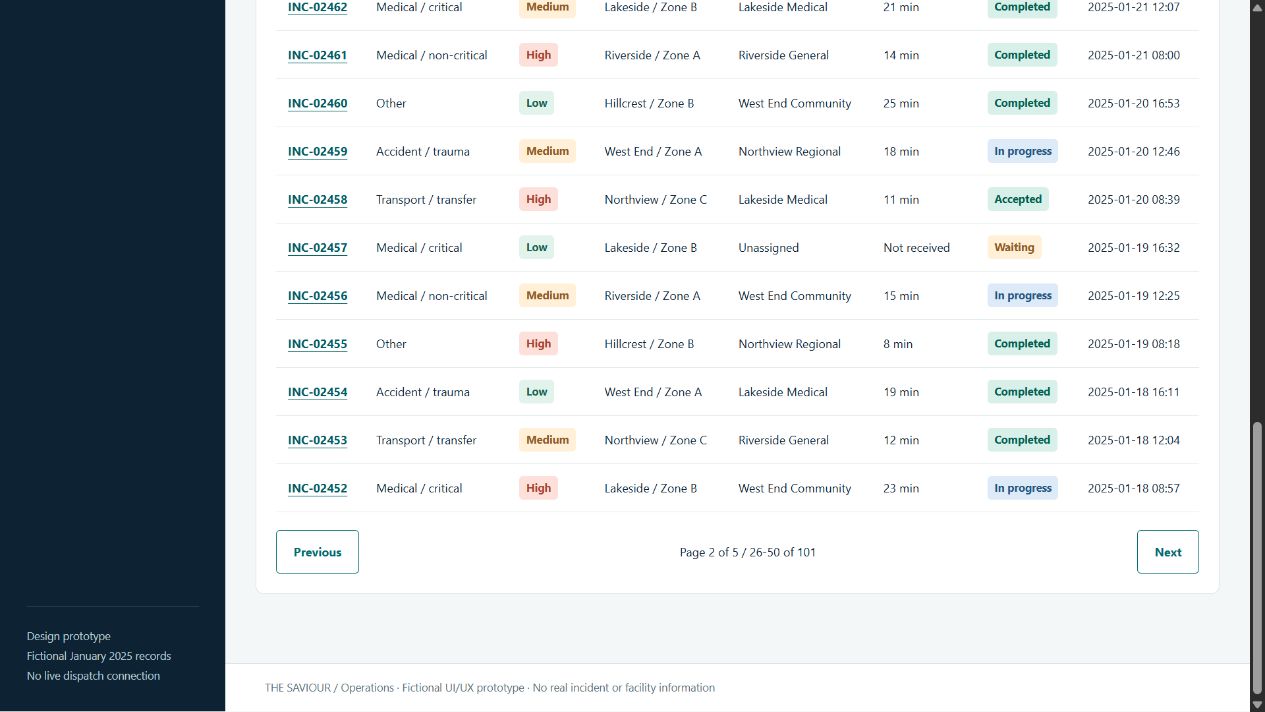 INC-02462 Medical / critical Medium Lakeside / Zone B Lakeside Medical 21 min Completed 2025-01-21 12:07
INC-02461 Medical / non-critical High Riverside / Zone A Riverside General 14 min Completed 2025-01-21 08:00
INC-02460 Other Low Hillcrest / Zone B West End Community 25 min Completed 2025-01-20 16:53
INC-02459 Accident / trauma Medium West End / Zone A Northview Regional 18 min In progress 2025-01-20 12:46
INC-02458 Transport / transfer High Northview / Zone C Lakeside Medical 11 min Accepted 2025-01-20 08:39
INC-02457 Medical / critical Low Lakeside / Zone B Unassigned Not received Waiting 2025-01-19 16:32
INC-02456 Medical / non-critical Medium Riverside / Zone A West End Community 15 min In progress 2025-01-19 12:25
INC-02455 Other High Hillcrest / Zone B Northview Regional 8 min Completed 2025-01-19 08:18
INC-02454 Accident / trauma Low West End / Zone A Lakeside Medical 19 min Completed 2025-01-18 16:11
INC-02453 Transport / transfer Medium Northview / Zone C Riverside General 12 min Completed 2025-01-18 12:04
INC-02452 Medical / critical High Lakeside / Zone B West End Community 23 min In progress 2025-01-18 08:57
Previous Page 2 of 5 / 26-50 of 101 Next
Design prototype
Fictional January 2025 records
No live dispatch connection
THE SAVIOUR / Operations · Fictional UI/UX prototype · No real incident or facility information